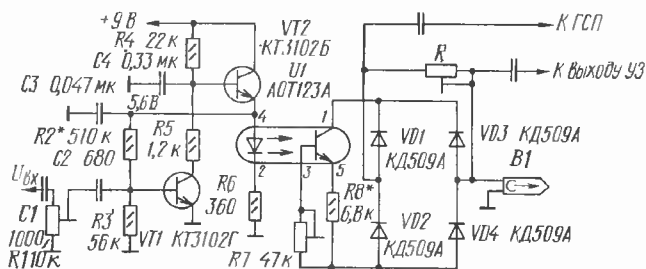 +9 В
R4 22 к
C4 0,33 мк
C3 0,047 мк
5,6 В
R2* 510 к
C2 680
R5
1,2 к
Uвх
C1
1000
R1 10 к
R3
56 к
VT1 КТ3102Г
VT2
КТ3102Б
U1
АОТ123А
4
1
2
3
5
R6
360
R7 47 к
R8*
6,8 к
К ГСП
R
К выходу УЗ
VD1
КД509А
VD3 КД509А
B1
VD2
КД509А
VD4 КД509А